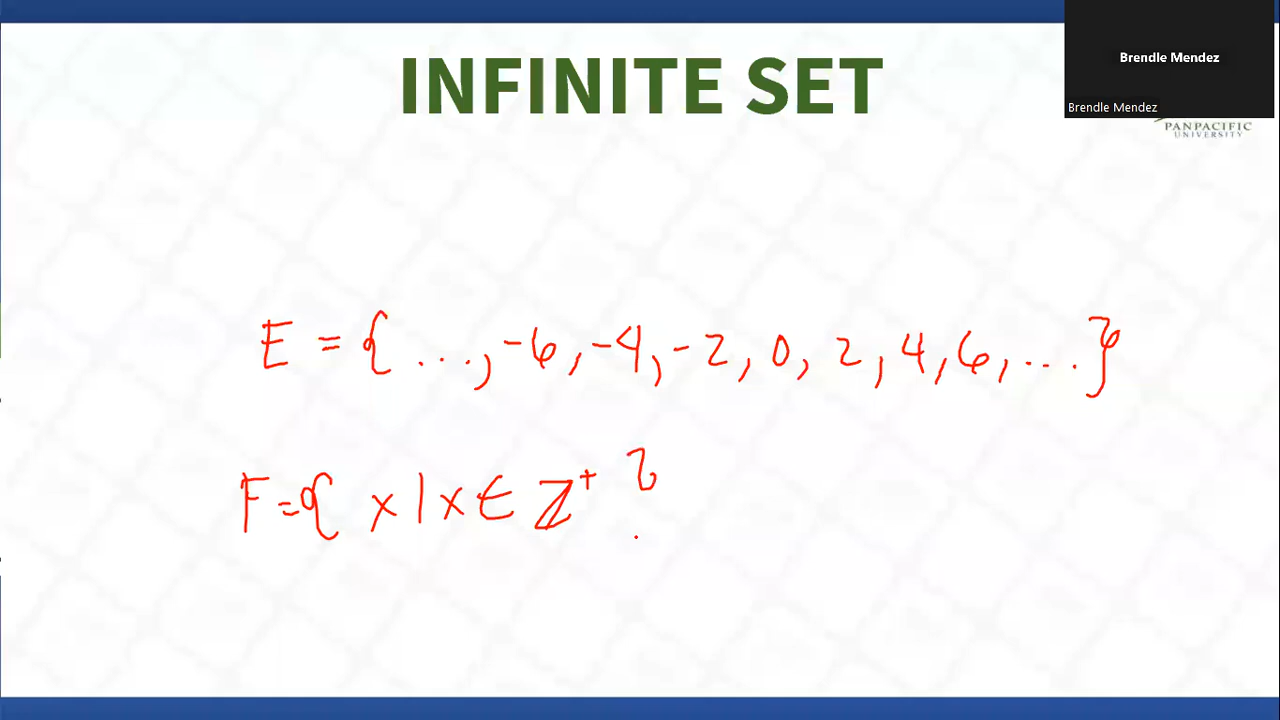 INFINITE SET
Brendle Mendez
Brendle Mendez
PANPACIFIC
UNIVERSITY
E = { ..., -6, -4, -2, 0, 2, 4, 6, ... }
F = { x | x ∈ ℤ⁺ }